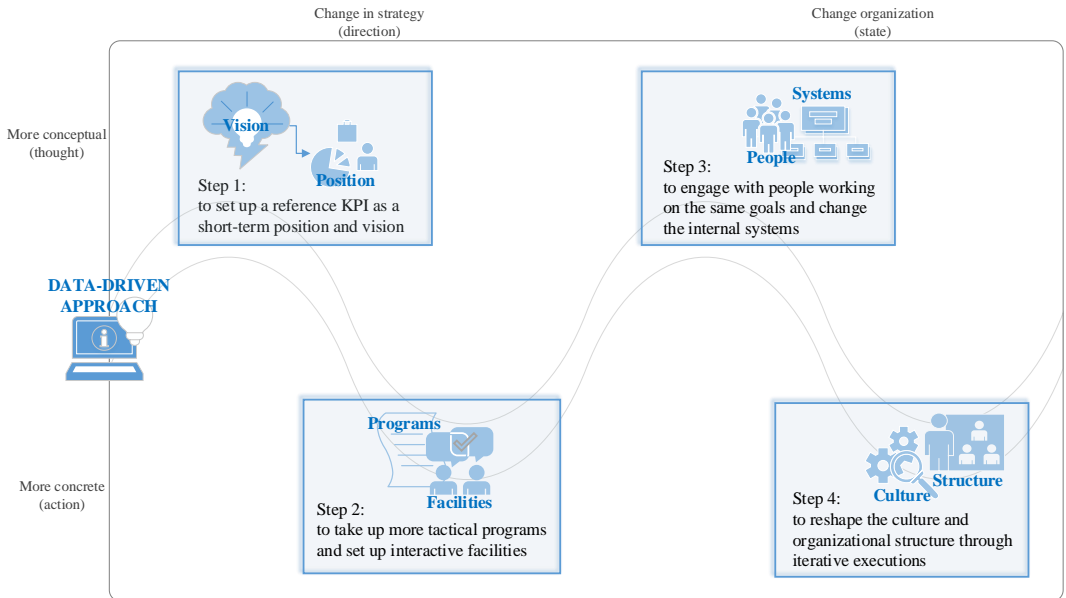 Change in strategy
(direction)
Change organization
(state)
More conceptual
(thought)
Vision
Position
Step 1:
to set up a reference KPI as a
short-term position and vision
Systems
People
Step 3:
to engage with people working
on the same goals and change
the internal systems
DATA-DRIVEN
APPROACH
More concrete
(action)
Programs
Facilities
Step 2:
to take up more tactical programs
and set up interactive facilities
Structure
Culture
Step 4:
to reshape the culture and
organizational structure through
iterative executions